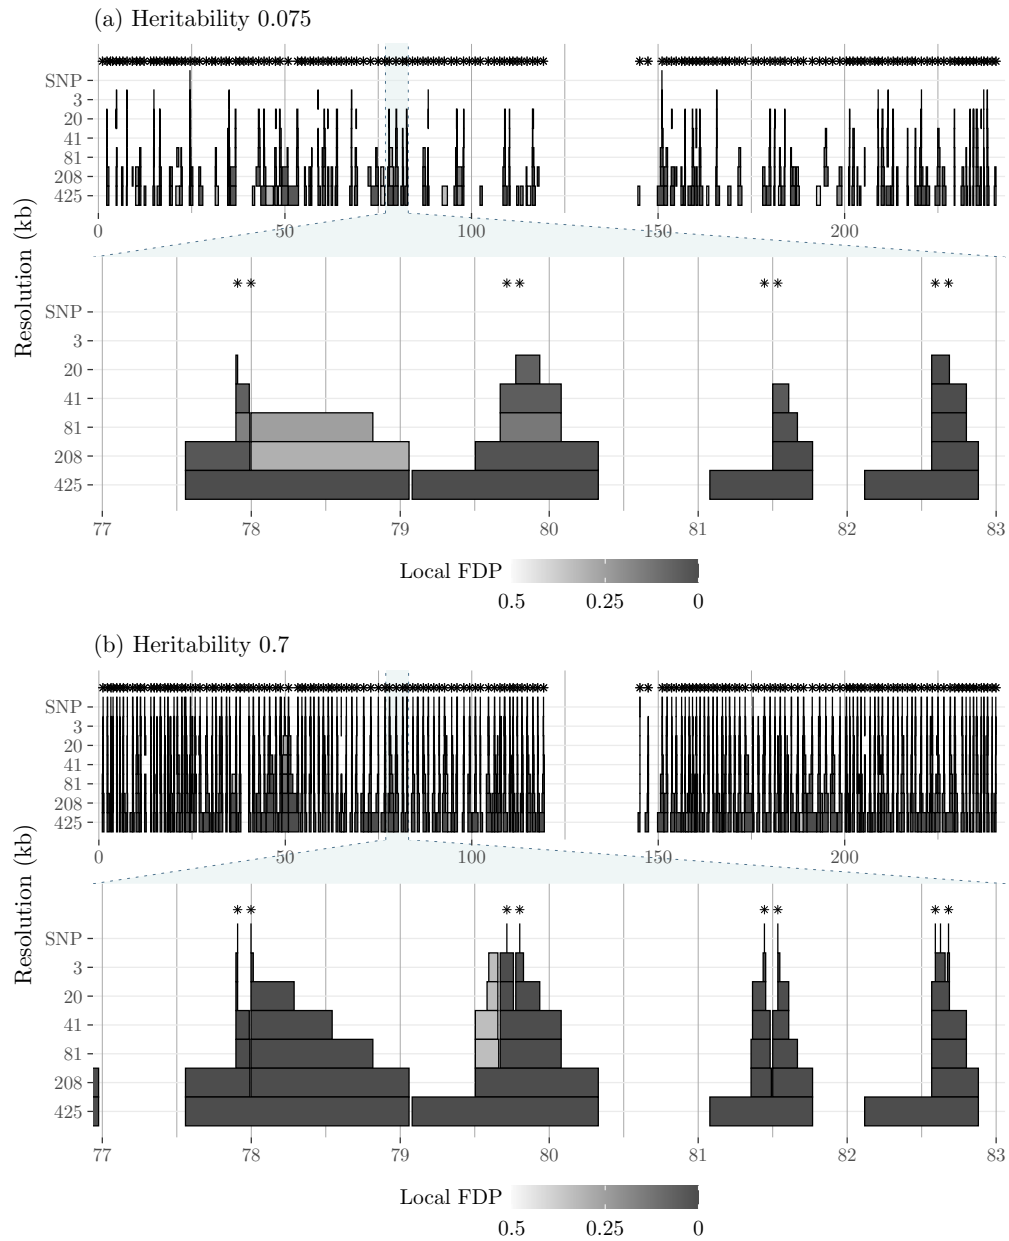 (a) Heritability 0.075
Resolution (kb)
SNP
3
20
41
81
208
425
0 50 100 150 200
SNP
3
20
41
81
208
425
77 78 79 80 81 82 83
Local FDP
0.5 0.25 0
(b) Heritability 0.7
Resolution (kb)
SNP
3
20
41
81
208
425
0 50 100 150 200
SNP
3
20
41
81
208
425
77 78 79 80 81 82 83
Local FDP
0.5 0.25 0